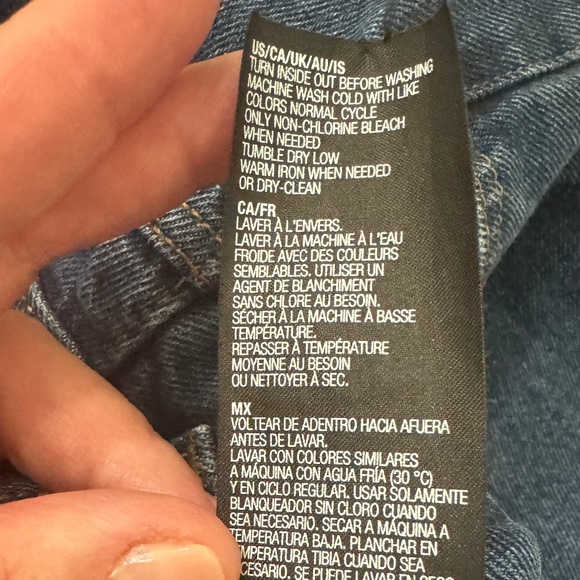 US/CA/UK/AU/IS
TURN INSIDE OUT BEFORE WASHING
MACHINE WASH COLD WITH LIKE
COLORS NORMAL CYCLE
ONLY NON-CHLORINE BLEACH
WHEN NEEDED
TUMBLE DRY LOW
WARM IRON WHEN NEEDED
OR DRY-CLEAN
CA/FR
LAVER À L'ENVERS.
LAVER À LA MACHINE À L'EAU
FROIDE AVEC DES COULEURS
SEMBLABLES. UTILISER UN
AGENT DE BLANCHIMENT
SANS CHLORE AU BESOIN.
SÉCHER À LA MACHINE À BASSE
TEMPÉRATURE.
REPASSER À TEMPÉRATURE
MOYENNE AU BESOIN
OU NETTOYER À SEC.
MX
VOLTEAR DE ADENTRO HACIA AFUERA
ANTES DE LAVAR.
LAVAR CON COLORES SIMILARES
A MÁQUINA CON AGUA FRÍA (30 °C)
Y EN CICLO REGULAR. USAR SOLAMENTE
BLANQUEADOR SIN CLORO CUANDO
SEA NECESARIO. SECAR A MÁQUINA A
TEMPERATURA BAJA. PLANCHAR EN
TEMPERATURA TIBIA CUANDO SEA
NECESARIO. SE PUEDE LAVAR EN